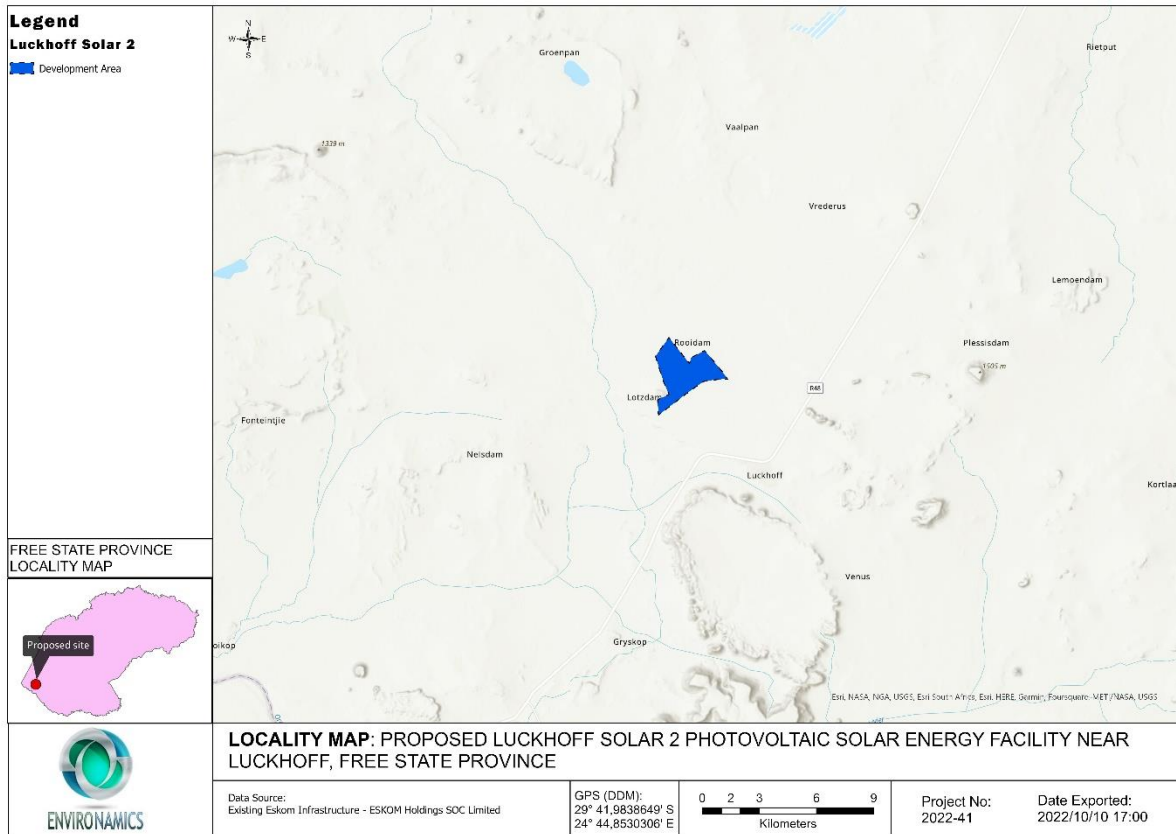 Legend
Luckhoff Solar 2
Development Area
N
W E
S
Groenpan
Rietput
Vaalpan
1339 m
Vrederus
Lemoendam
Rooidam
Plessisdam
1505 m
R48
Lotzdam
Fonteintjie
Nelsdam
Luckhoff
Kortlaa
Venus
Gryskop
oikop
Esri, NASA, NGA, USGS, Esri South Africa, Esri, HERE, Garmin, Foursquare, MET/NASA, USGS
FREE STATE PROVINCE
LOCALITY MAP
Proposed site
ENVIRONAMICS
LOCALITY MAP: PROPOSED LUCKHOFF SOLAR 2 PHOTOVOLTAIC SOLAR ENERGY FACILITY NEAR
LUCKHOFF, FREE STATE PROVINCE
Data Source:
Existing Eskom Infrastructure - ESKOM Holdings SOC Limited
GPS (DDM):
29° 41,9838649' S
24° 44,8530306' E
0 2 3 6 9
Kilometers
Project No:
2022-41
Date Exported:
2022/10/10 17:00